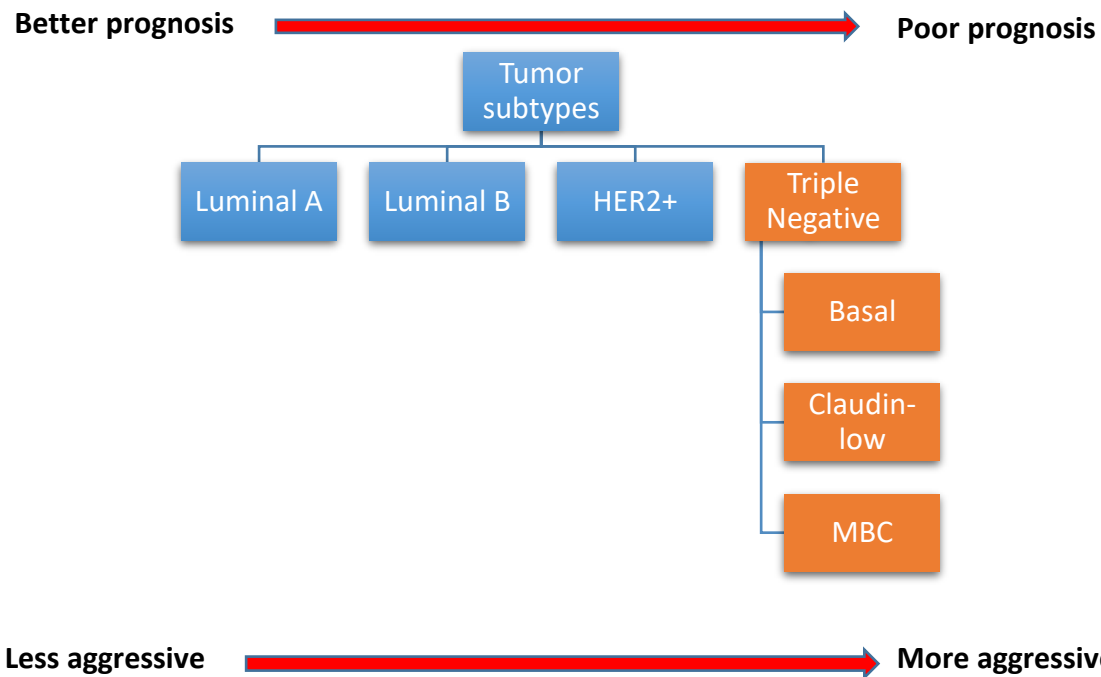 Better prognosis
Poor prognosis
Tumor
subtypes
Luminal A
Luminal B
HER2+
Triple
Negative
Basal
Claudin-
low
MBC
Less aggressive
More aggressive